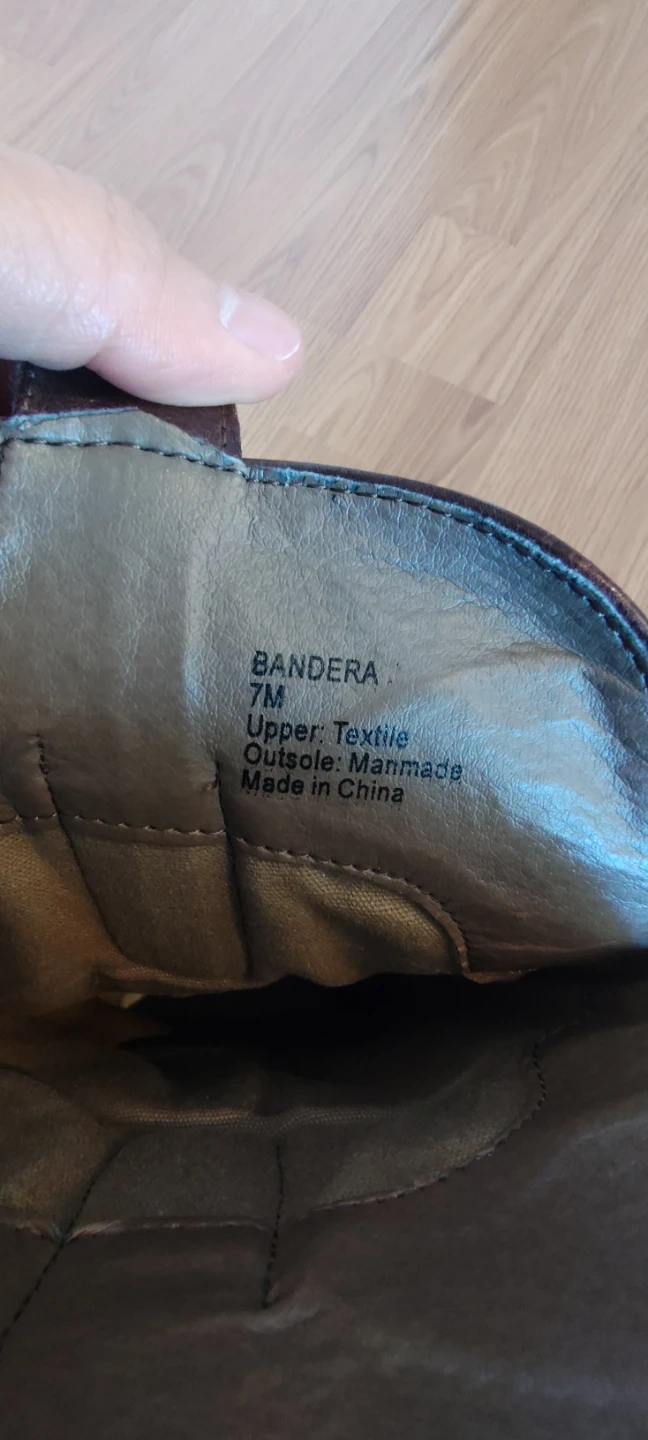 BANDERA
7M
Upper: Textile
Outsole: Manmade
Made in China